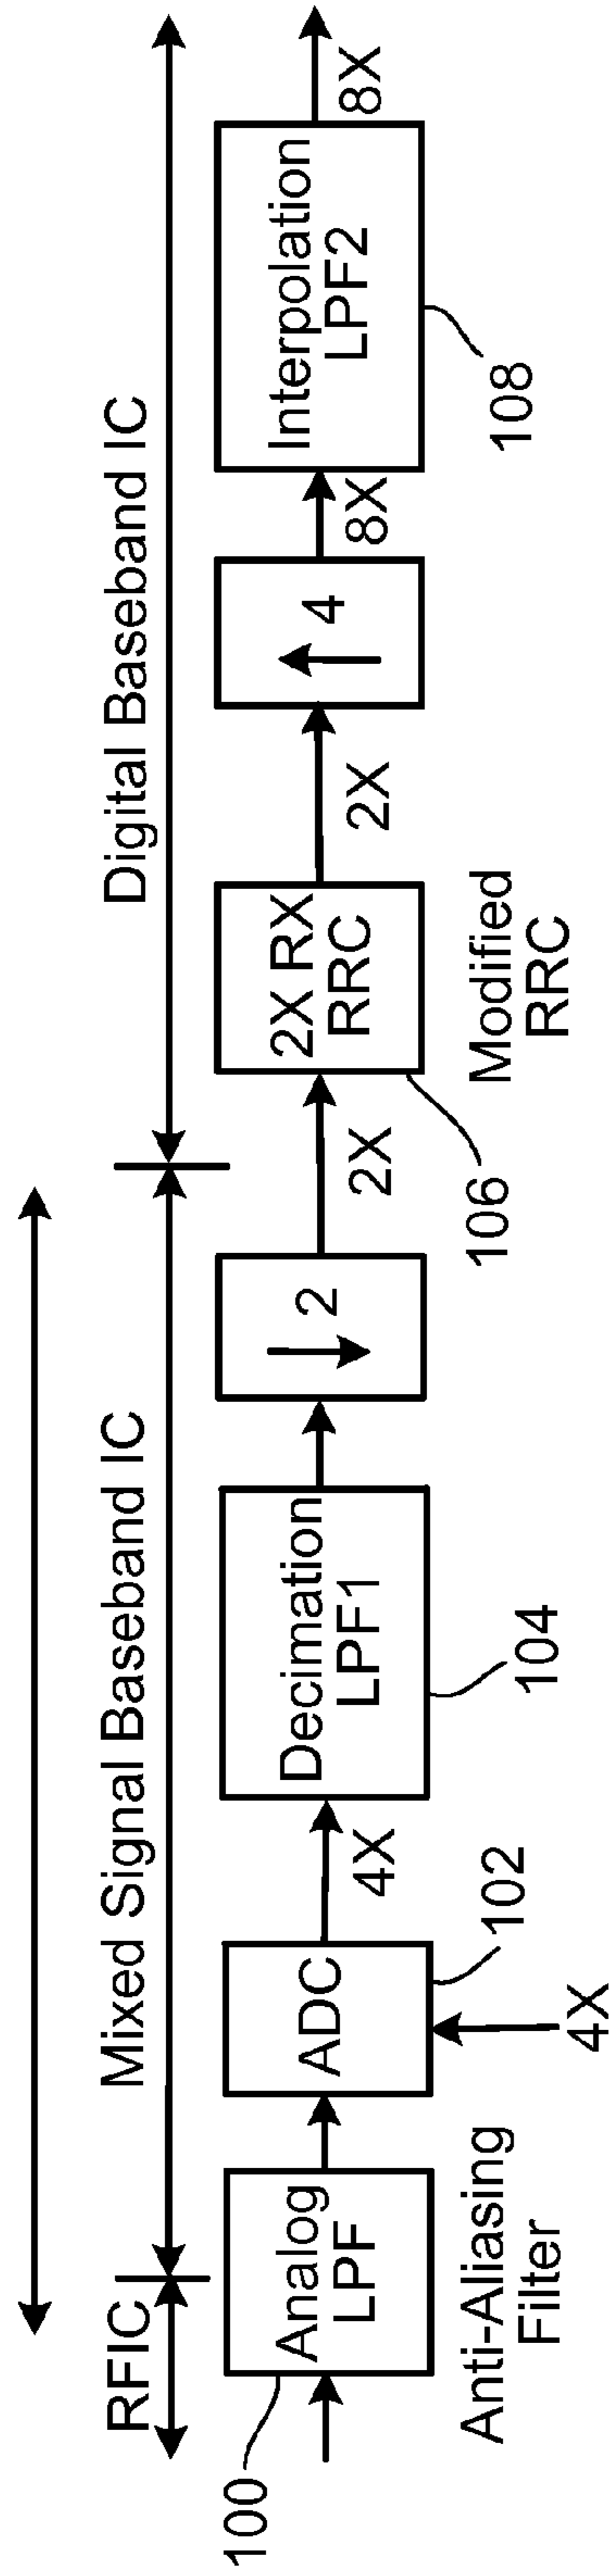 RFIC
Mixed Signal Baseband IC
Digital Baseband IC
100
Analog
LPF
Anti-Aliasing
Filter
ADC
102
4X
4X
Decimation
LPF1
104
2
2X
2X RX
RRC
106
Modified
RRC
2X
4
8X
Interpolation
LPF2
108
8X